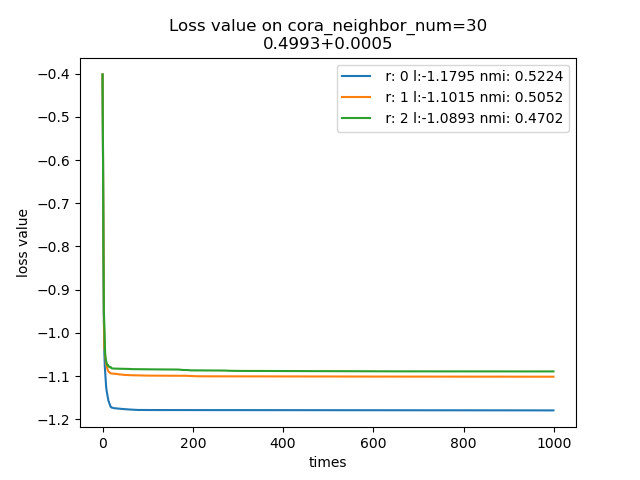 Loss value on cora_neighbor_num=30
0.4993+0.0005
r: 0 l:-1.1795 nmi: 0.5224
r: 1 l:-1.1015 nmi: 0.5052
r: 2 l:-1.0893 nmi: 0.4702
loss value
−0.4
−0.5
−0.6
−0.7
−0.8
−0.9
−1.0
−1.1
−1.2
0 200 400 600 800 1000
times